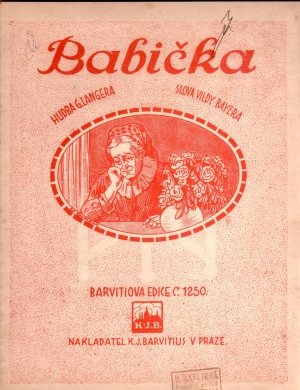 Babička
HUDBA G. LANGERA
SLOVA VILDY BAYERA
BARVITIOVA EDICE Č. 1250.
K.J.B.
NAKLADATEL K.J. BARVITIUS V PRAZE.